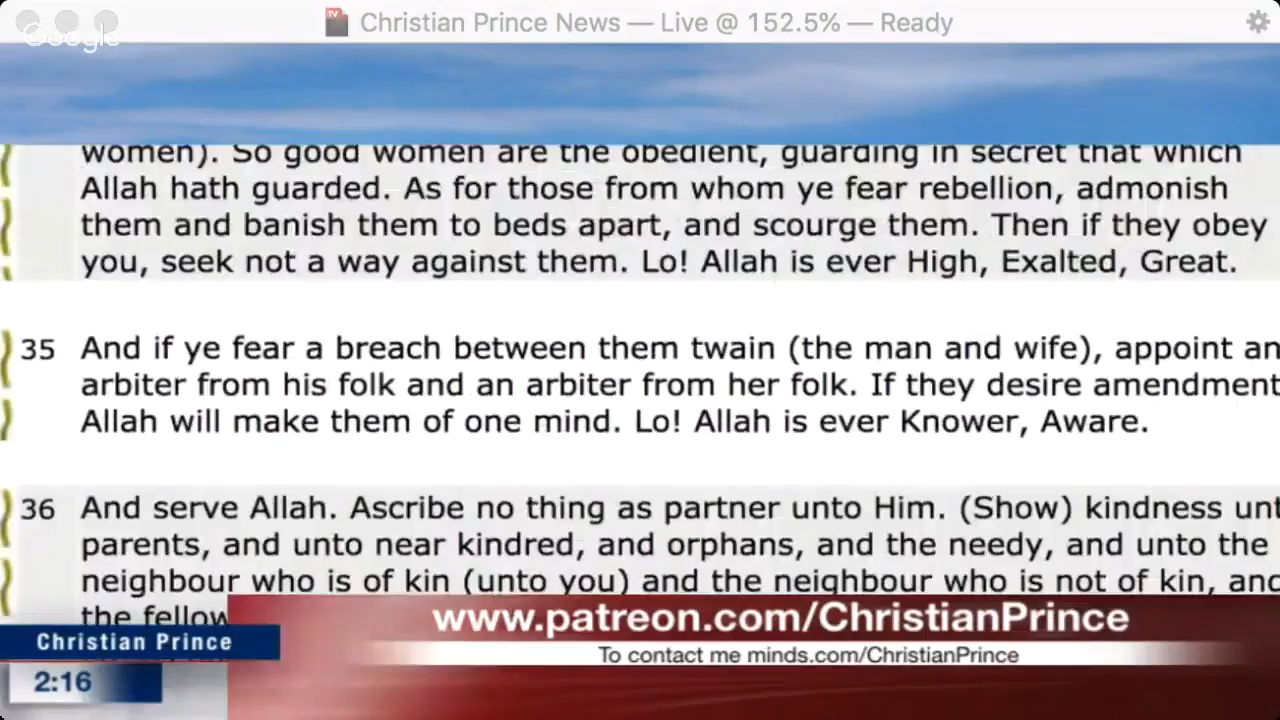 Christian Prince News — Live @ 152.5% — Ready
Google
women). So good women are the obedient, guarding in secret that which
Allah hath guarded. As for those from whom ye fear rebellion, admonish
them and banish them to beds apart, and scourge them. Then if they obey
you, seek not a way against them. Lo! Allah is ever High, Exalted, Great.
35 And if ye fear a breach between them twain (the man and wife), appoint an
arbiter from his folk and an arbiter from her folk. If they desire amendment
Allah will make them of one mind. Lo! Allah is ever Knower, Aware.
36 And serve Allah. Ascribe no thing as partner unto Him. (Show) kindness unt
parents, and unto near kindred, and orphans, and the needy, and unto the
neighbour who is of kin (unto you) and the neighbour who is not of kin, and
the fellow
www.patreon.com/ChristianPrince
Christian Prince
To contact me minds.com/ChristianPrince
2:16